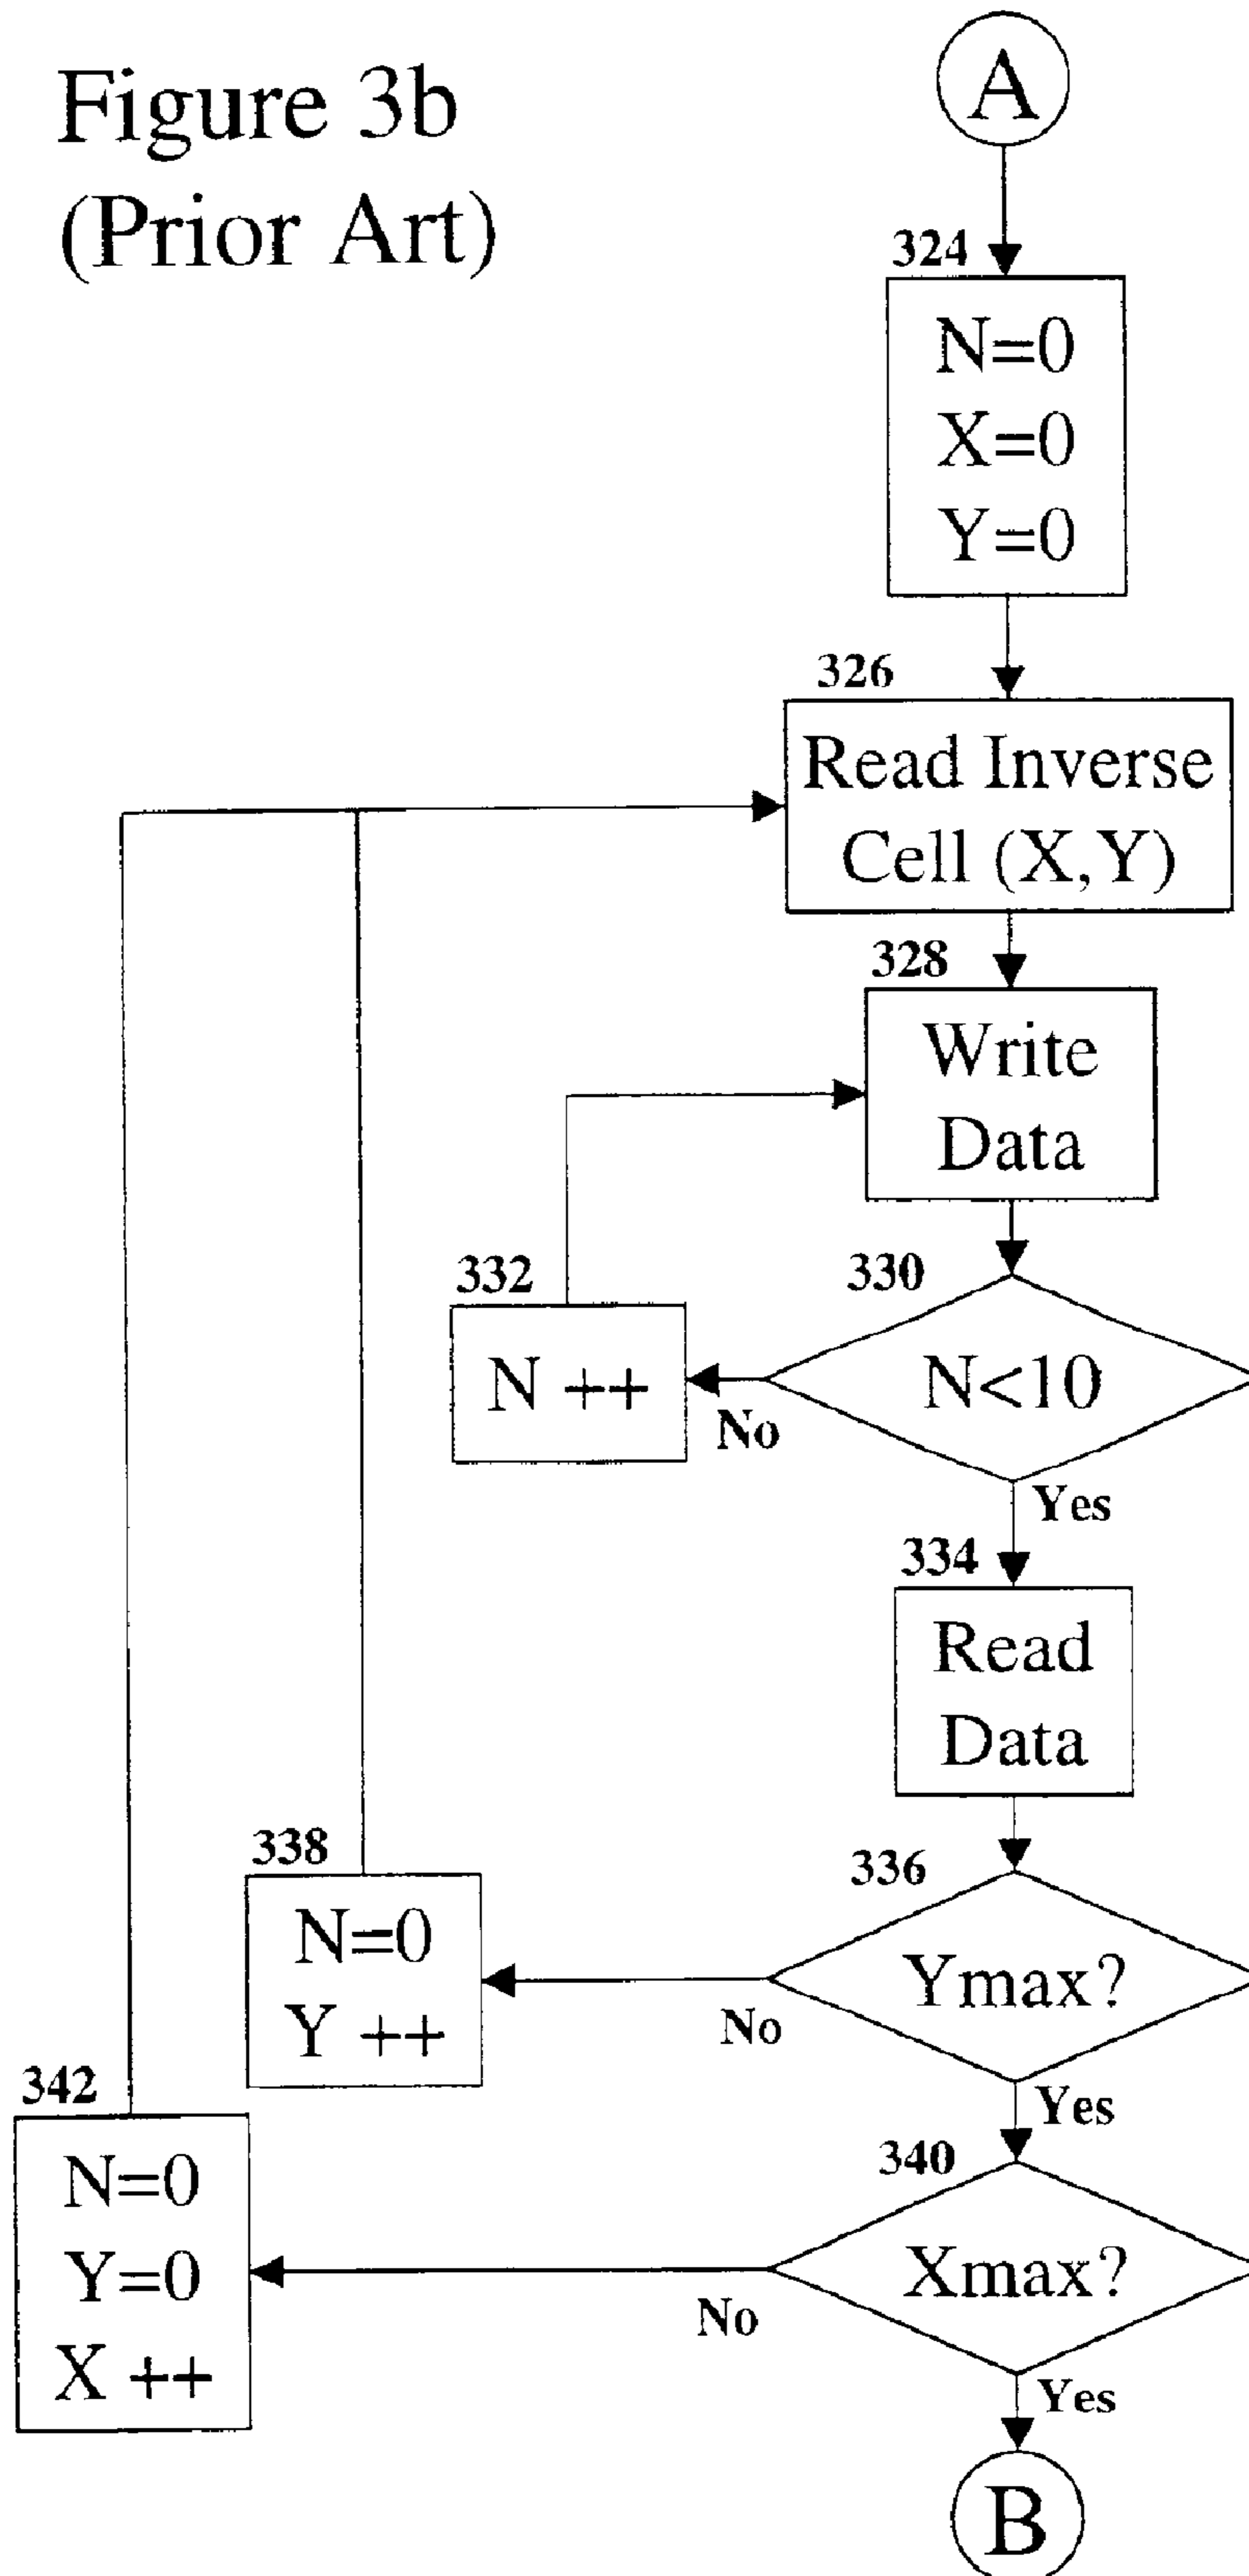 Figure 3b
(Prior Art)
A
324
N=0
X=0
Y=0
326
Read Inverse
Cell (X,Y)
328
Write
Data
332
N ++
330
N<10
No
Yes
334
Read
Data
338
N=0
Y ++
336
Ymax?
No
Yes
342
N=0
Y=0
X ++
340
Xmax?
No
Yes
B